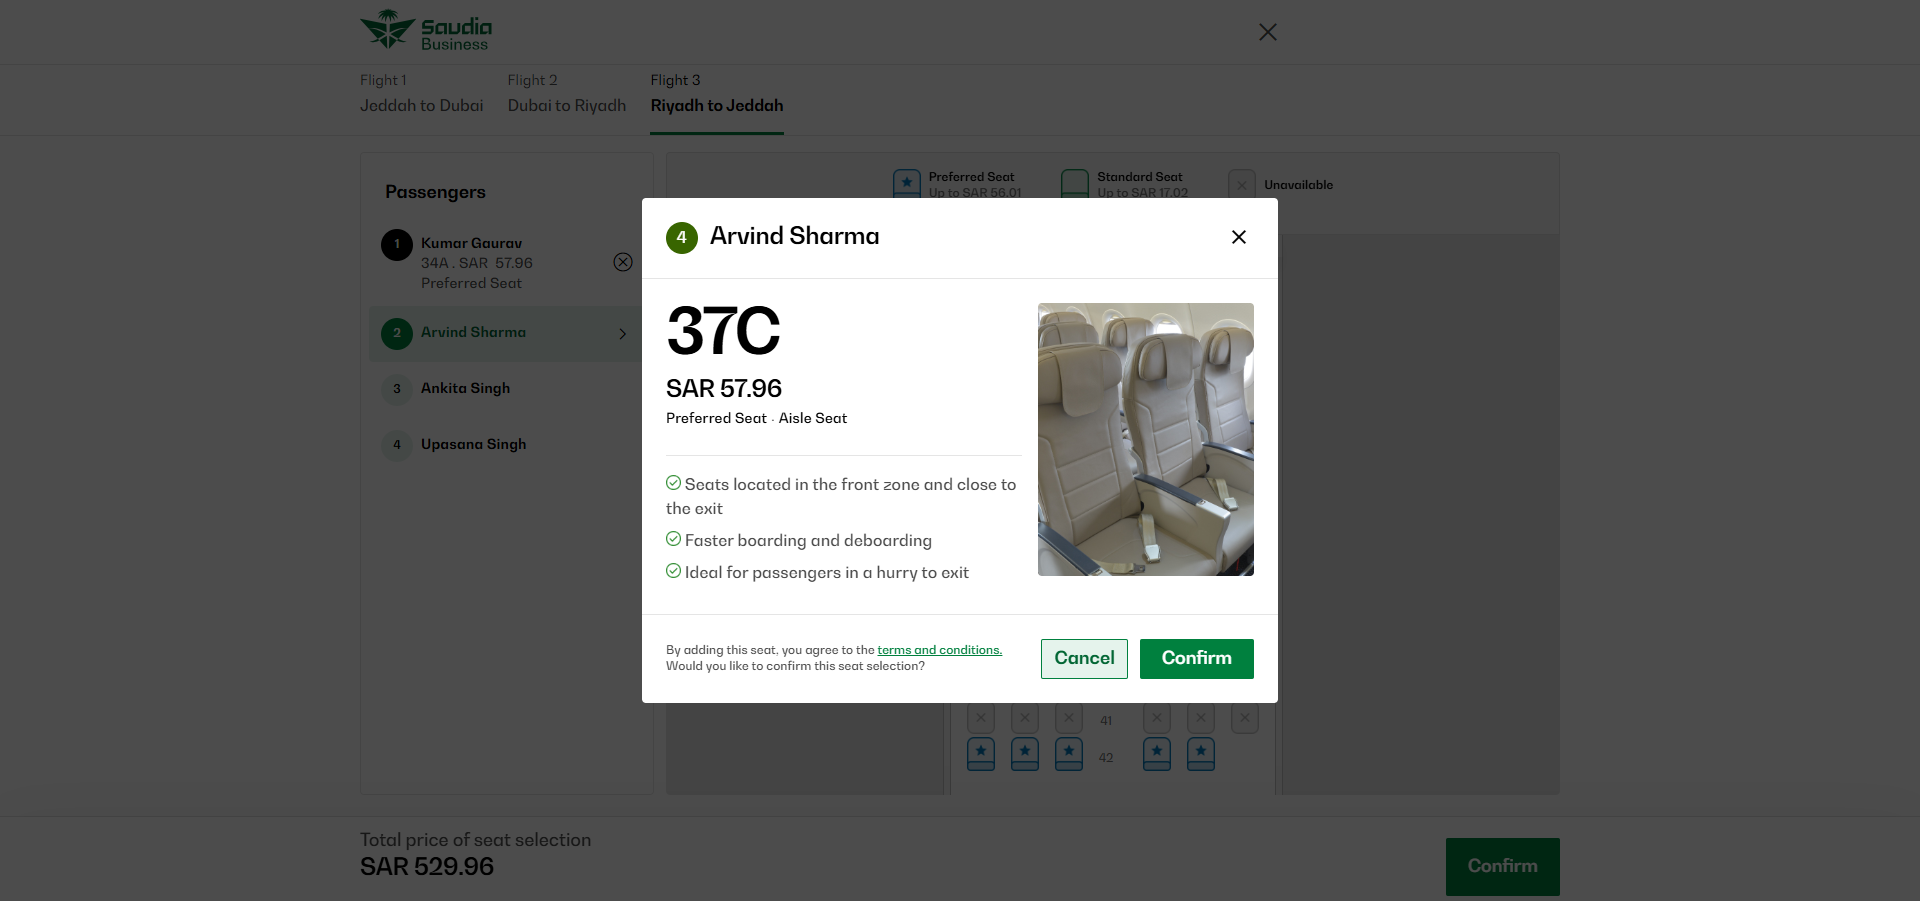 Saudia
Business
Flight 1
Jeddah to Dubai
Flight 2
Dubai to Riyadh
Flight 3
Riyadh to Jeddah
Passengers
1
Kumar Gaurav
34A . SAR 57.96
Preferred Seat
2
Arvind Sharma
3
Ankita Singh
4
Upasana Singh
Preferred Seat
Up to SAR 56.01
Standard Seat
Up to SAR 17.02
Unavailable
4
Arvind Sharma
37C
SAR 57.96
Preferred Seat · Aisle Seat
Seats located in the front zone and close to
the exit
Faster boarding and deboarding
Ideal for passengers in a hurry to exit
By adding this seat, you agree to the terms and conditions.
Would you like to confirm this seat selection?
Cancel
Confirm
41
42
Total price of seat selection
SAR 529.96
Confirm